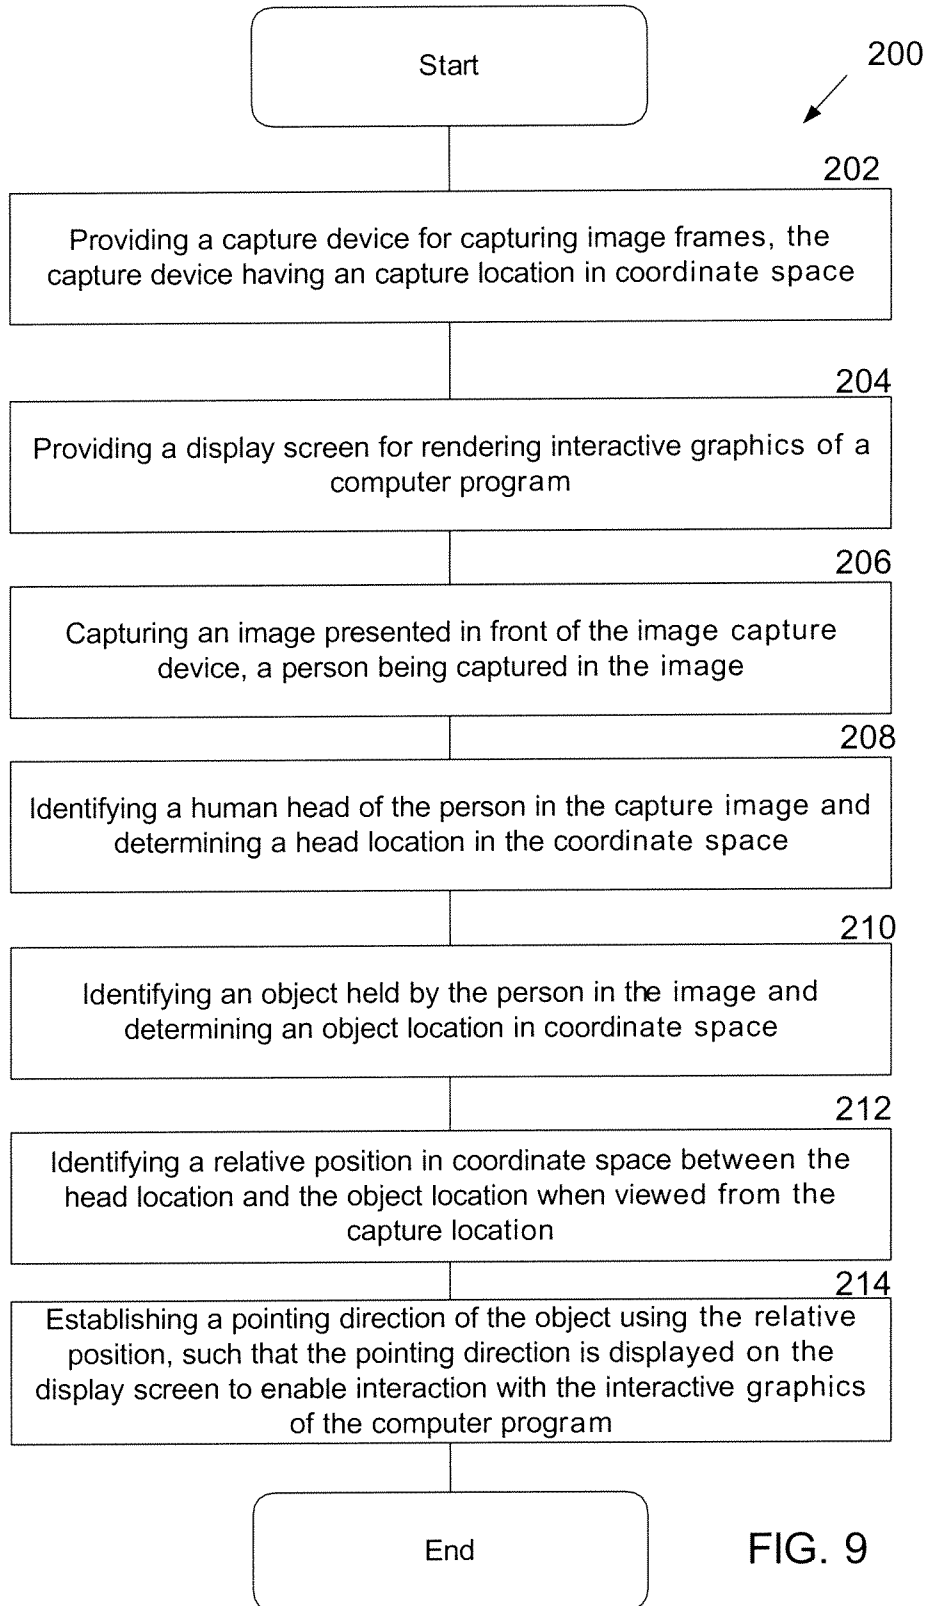 Start
200
202
Providing a capture device for capturing image frames, the
capture device having an capture location in coordinate space
204
Providing a display screen for rendering interactive graphics of a
computer program
206
Capturing an image presented in front of the image capture
device, a person being captured in the image
208
Identifying a human head of the person in the capture image and
determining a head location in the coordinate space
210
Identifying an object held by the person in the image and
determining an object location in coordinate space
212
Identifying a relative position in coordinate space between the
head location and the object location when viewed from the
capture location
214
Establishing a pointing direction of the object using the relative
position, such that the pointing direction is displayed on the
display screen to enable interaction with the interactive graphics
of the computer program
End
FIG. 9